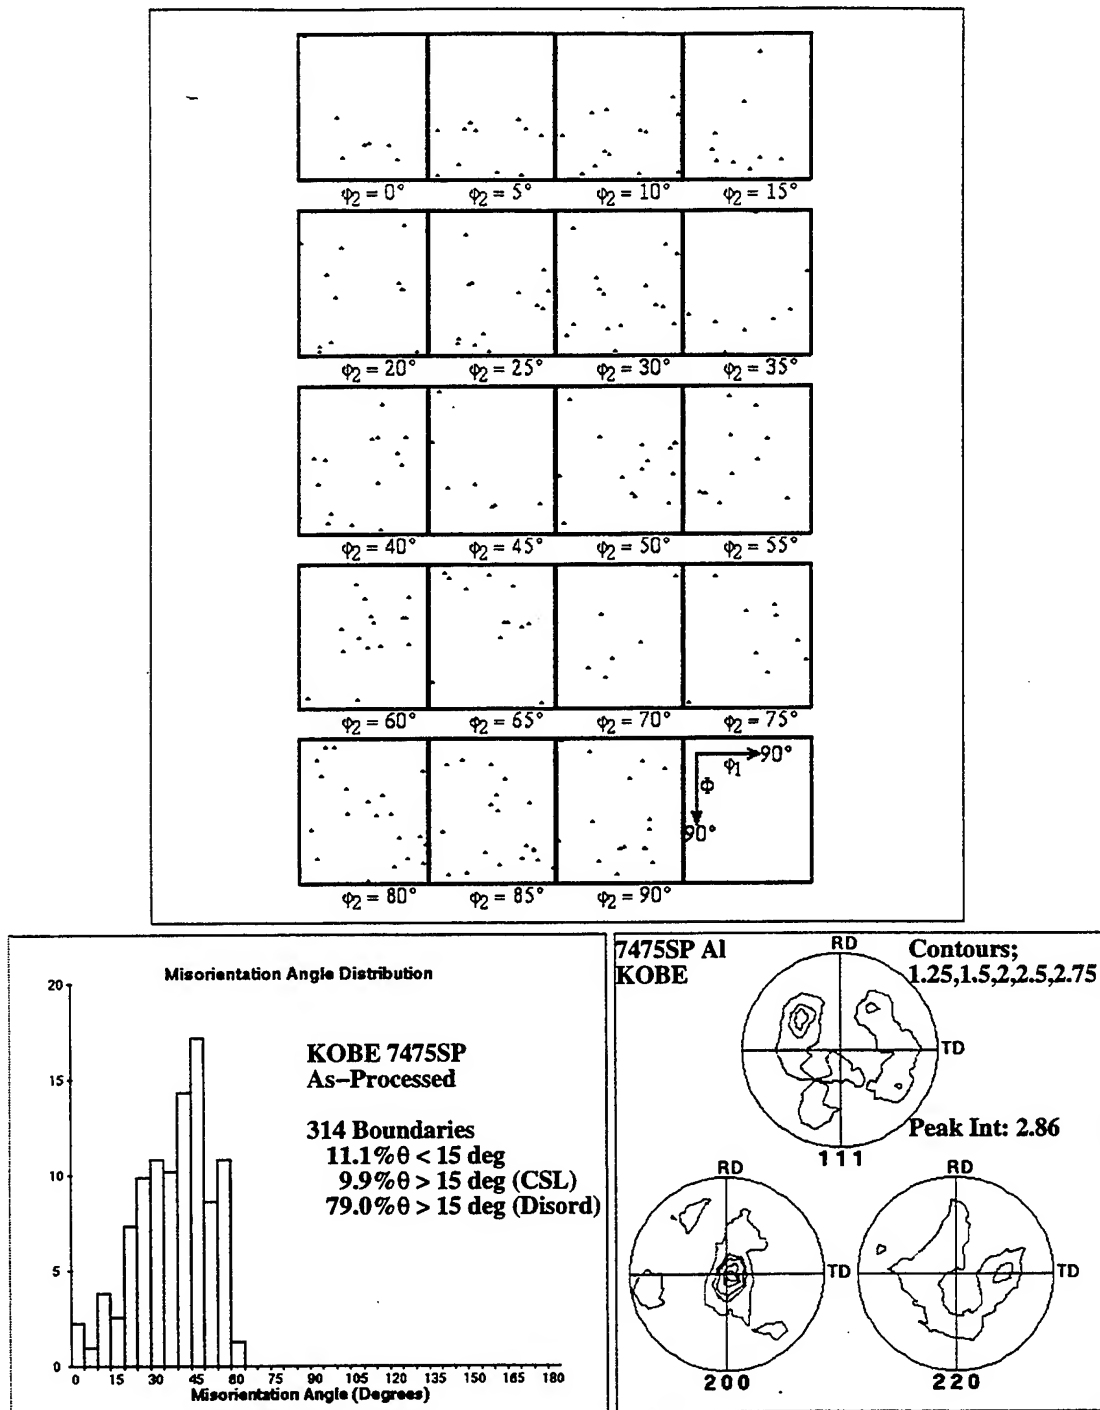 φ₂ = 0° φ₂ = 5° φ₂ = 10° φ₂ = 15°
φ₂ = 20° φ₂ = 25° φ₂ = 30° φ₂ = 35°
φ₂ = 40° φ₂ = 45° φ₂ = 50° φ₂ = 55°
φ₂ = 60° φ₂ = 65° φ₂ = 70° φ₂ = 75°
90°
φ₁
Φ
90°
φ₂ = 80° φ₂ = 85° φ₂ = 90°
Misorientation Angle Distribution
20
15
10
5
0
KOBE 7475SP
As-Processed
314 Boundaries
11.1%θ < 15 deg
9.9%θ > 15 deg (CSL)
79.0%θ > 15 deg (Disord)
0 15 30 45 60 75 90 105 120 135 150 165 180
Misorientation Angle (Degrees)
7475SP Al
KOBE
RD
Contours;
1.25,1.5,2,2.5,2.75
TD
Peak Int: 2.86
111
RD
TD
200
RD
TD
220